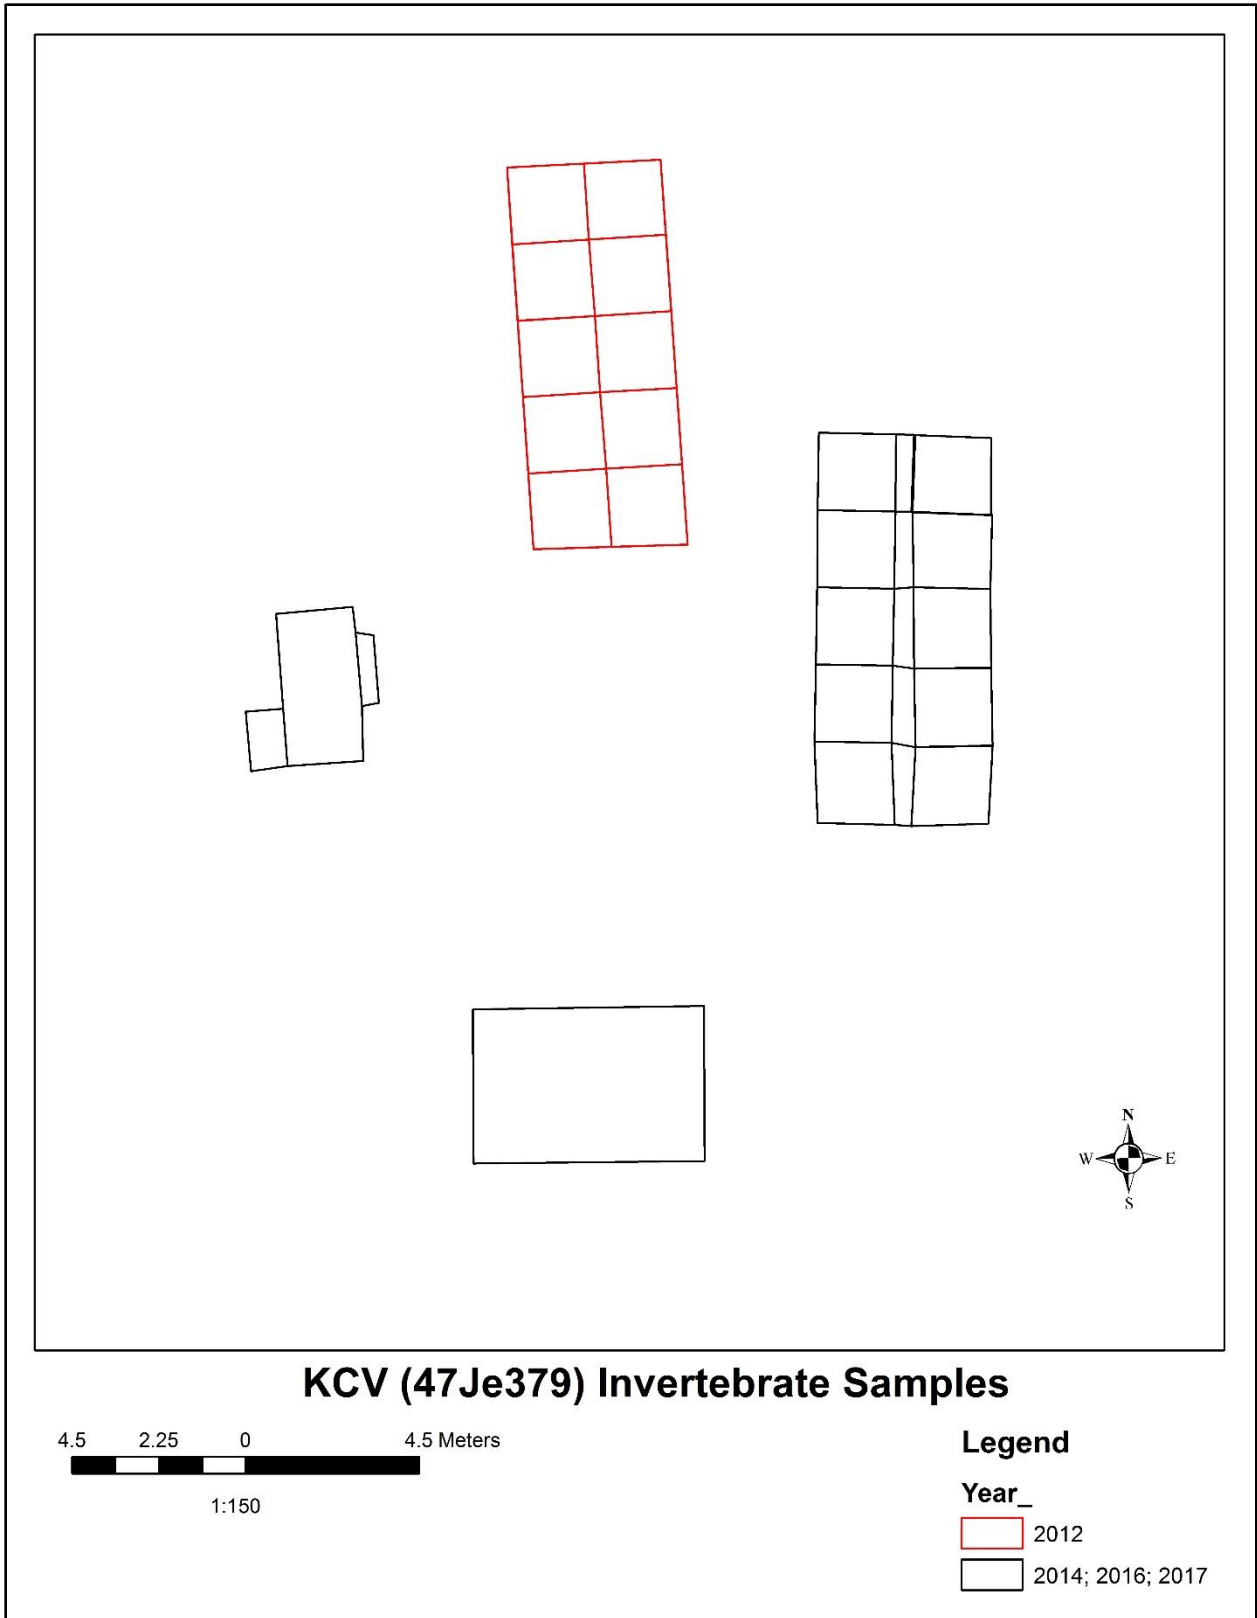 N
W E
S
KCV (47Je379) Invertebrate Samples
4.5 2.25 0 4.5 Meters
1:150
Legend
Year_
2012
2014; 2016; 2017